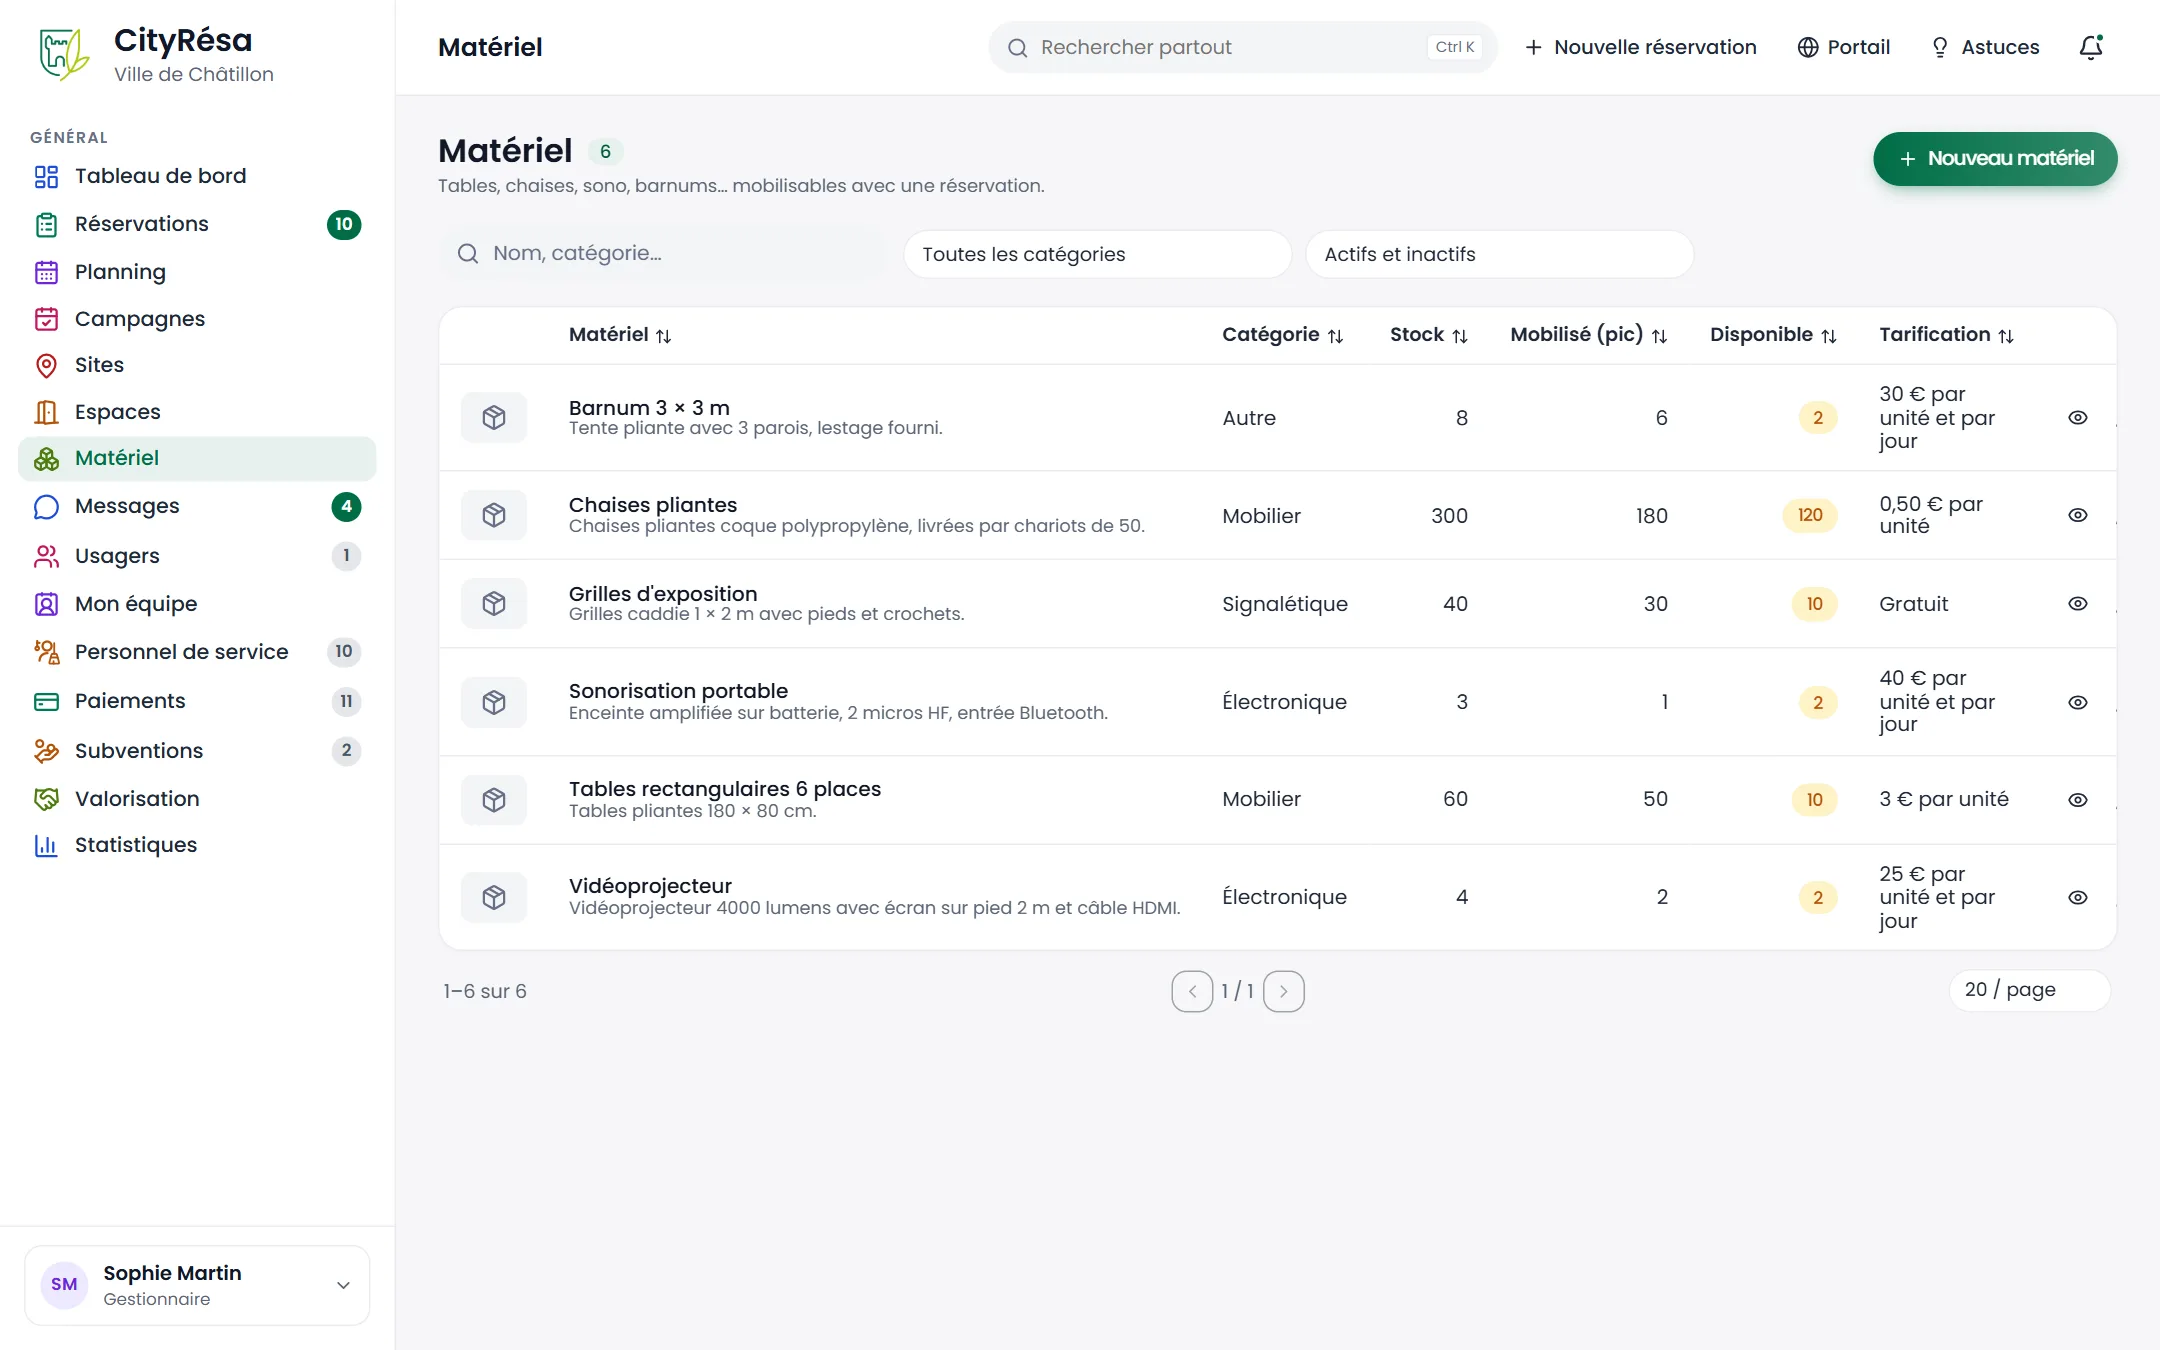 CityRésa
Ville de Châtillon
GÉNÉRAL
Tableau de bord
Réservations 10
Planning
Campagnes
Sites
Espaces
Matériel
Messages 4
Usagers 1
Mon équipe
Personnel de service 10
Paiements 11
Subventions 2
Valorisation
Statistiques
SM
Sophie Martin
Gestionnaire
Matériel
Rechercher partout Ctrl K
Nouvelle réservation
Portail
Astuces
Matériel 6
Tables, chaises, sono, barnums... mobilisables avec une réservation.
+ Nouveau matériel
Nom, catégorie...
Toutes les catégories
Actifs et inactifs
Matériel Catégorie Stock Mobilisé (pic) Disponible Tarification
Barnum 3 × 3 m
Tente pliante avec 3 parois, lestage fourni.
Autre 8 6 2
30 € par
unité et par
jour
Chaises pliantes
Chaises pliantes coque polypropylène, livrées par chariots de 50.
Mobilier 300 180 120
0,50 € par
unité
Grilles d'exposition
Grilles caddie 1 × 2 m avec pieds et crochets.
Signalétique 40 30 10 Gratuit
Sonorisation portable
Enceinte amplifiée sur batterie, 2 micros HF, entrée Bluetooth.
Électronique 3 1 2
40 € par
unité et par
jour
Tables rectangulaires 6 places
Tables pliantes 180 × 80 cm.
Mobilier 60 50 10 3 € par unité
Vidéoprojecteur
Vidéoprojecteur 4000 lumens avec écran sur pied 2 m et câble HDMI.
Électronique 4 2 2
25 € par
unité et par
jour
1–6 sur 6
1 / 1
20 / page